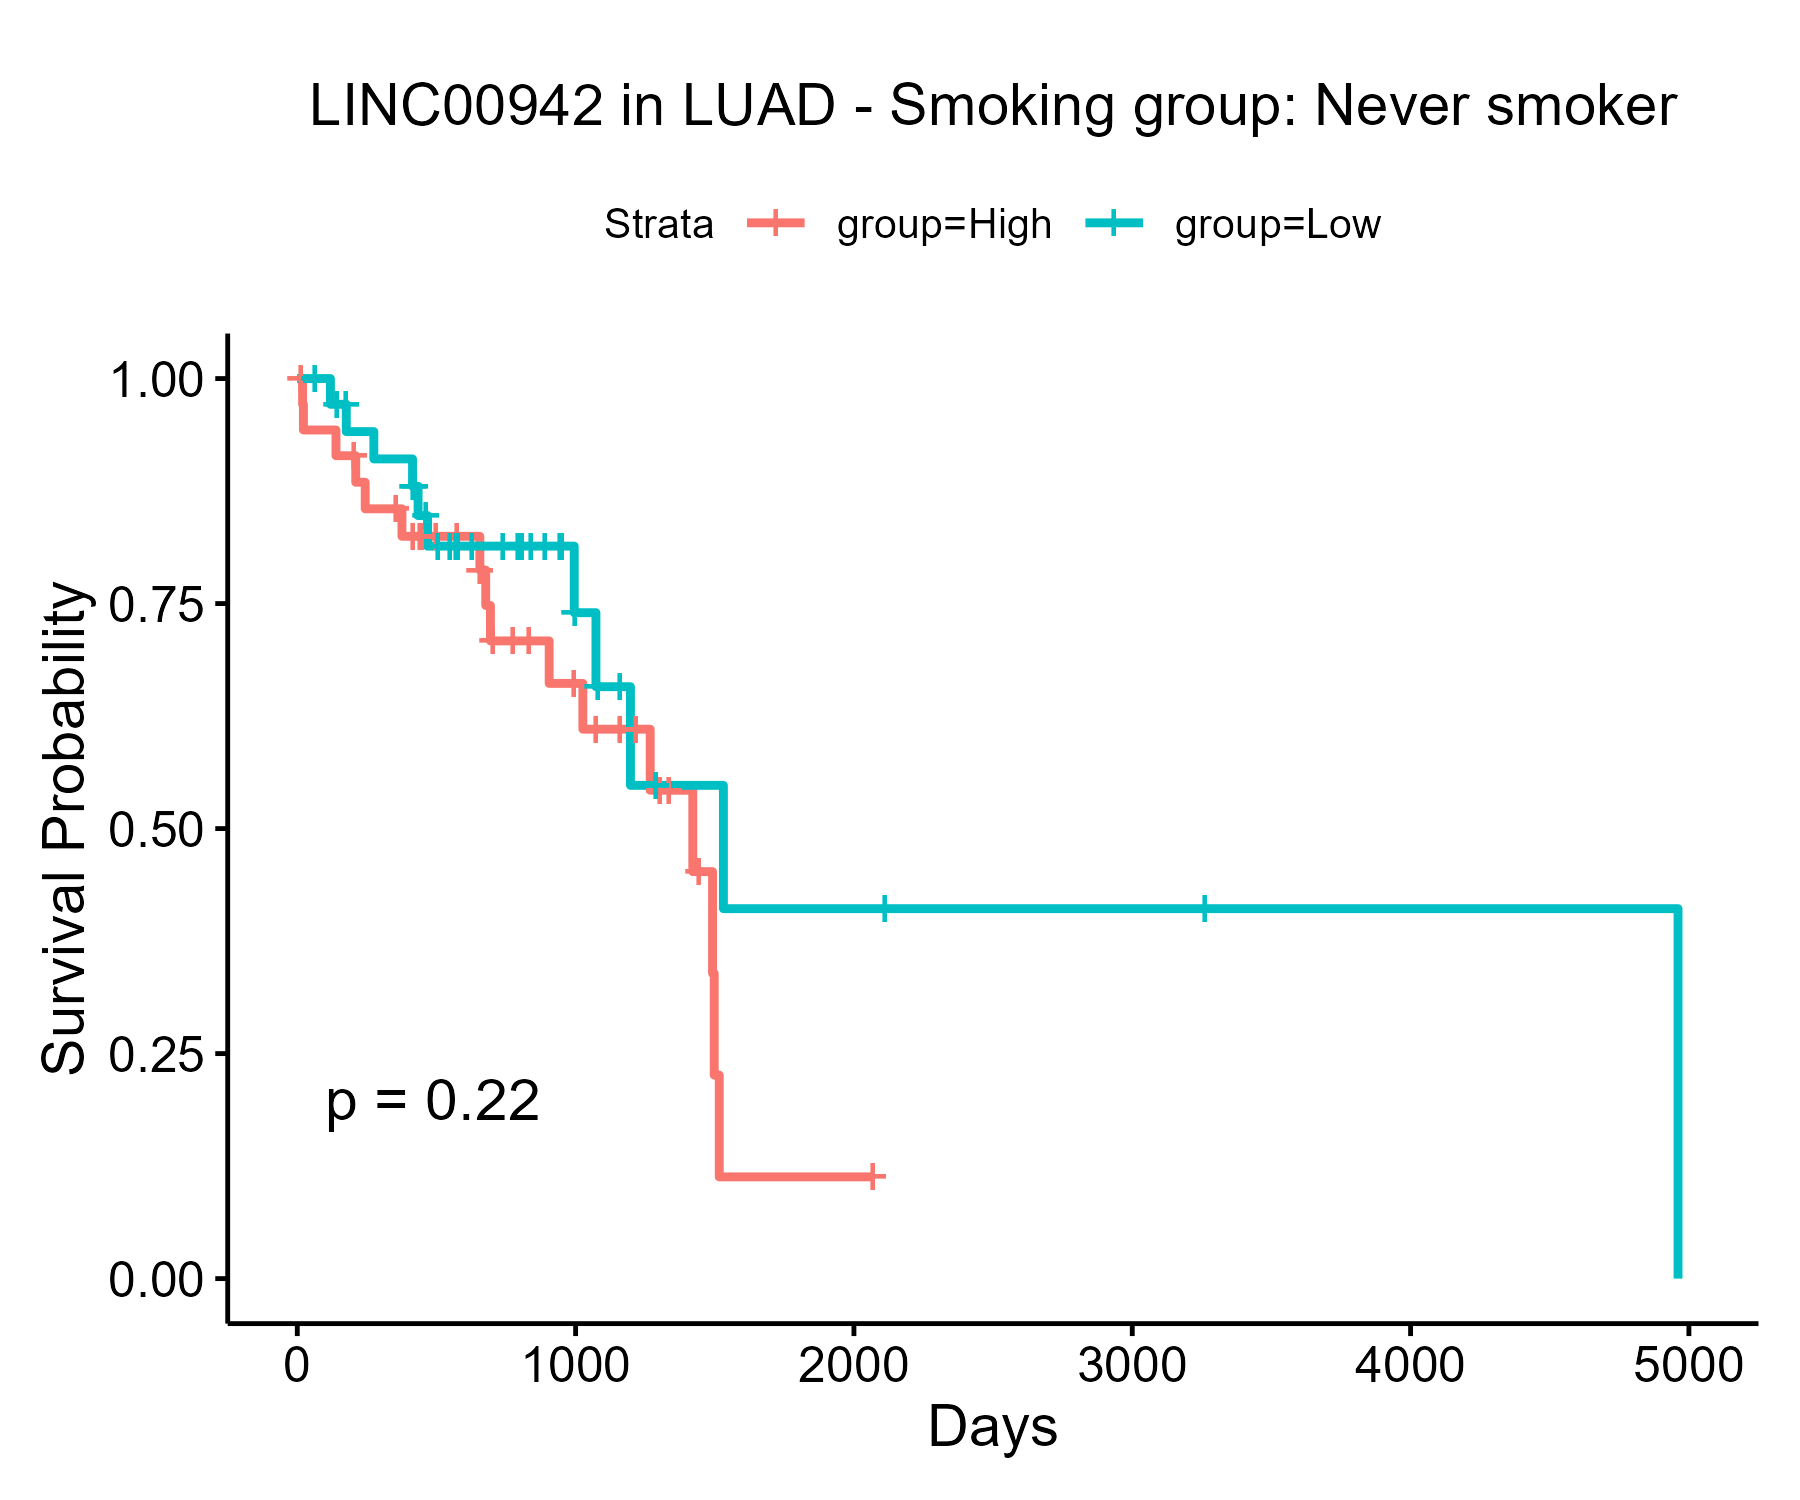 LINC00942 in LUAD - Smoking group: Never smoker
Strata group=High group=Low
Survival Probability
1.00
0.75
0.50
0.25
0.00
p = 0.22
0 1000 2000 3000 4000 5000
Days